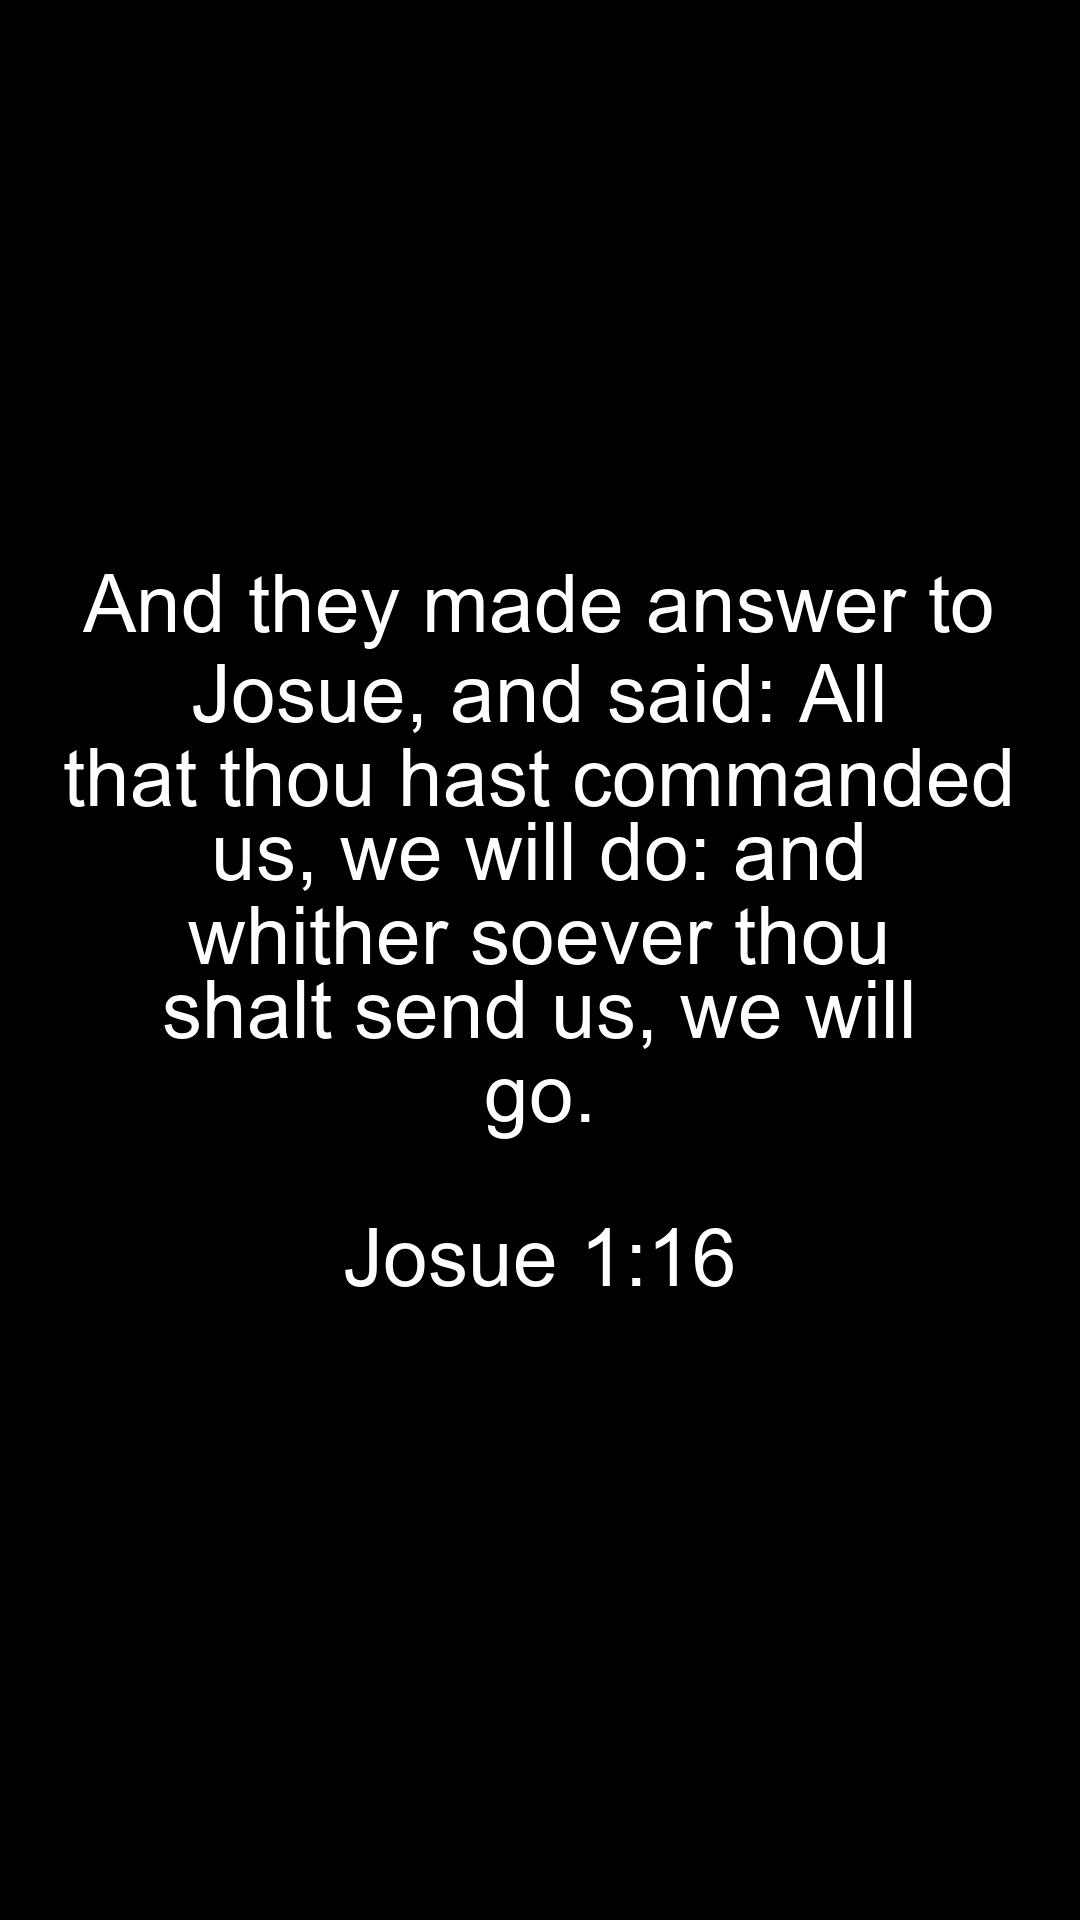 And they made answer to
Josue, and said: All
that thou hast commanded
us, we will do: and
whither soever thou
shalt send us, we will
go.
Josue 1:16